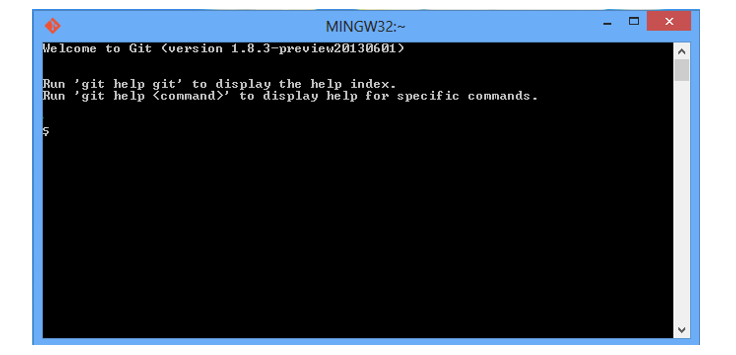 MINGW32:~
Welcome to Git (version 1.8.3-preview20130601)
Run 'git help git' to display the help index.
Run 'git help <command>' to display help for specific commands.
$